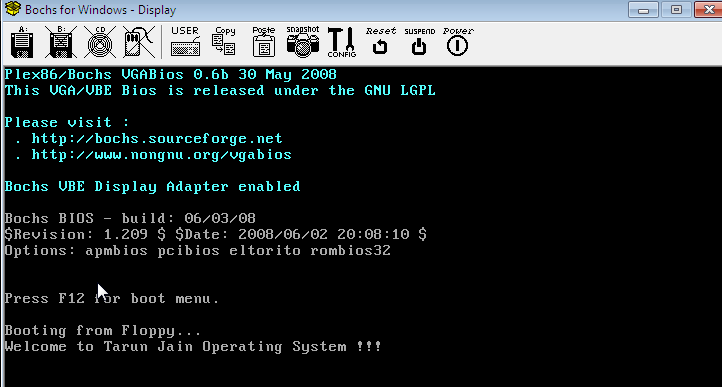 Bochs for Windows - Display
A: B: CD USER Copy Paste snapshot CONFIG Reset SUSPEND Power
Plex86/Bochs VGABios 0.6b 30 May 2008
This VGA/VBE Bios is released under the GNU LGPL
Please visit :
. http://bochs.sourceforge.net
. http://www.nongnu.org/vgabios
Bochs VBE Display Adapter enabled
Bochs BIOS - build: 06/03/08
$Revision: 1.209 $ $Date: 2008/06/02 20:08:10 $
Options: apmbios pcibios eltorito rombios32
Press F12 for boot menu.
Booting from Floppy...
Welcome to Tarun Jain Operating System !!!